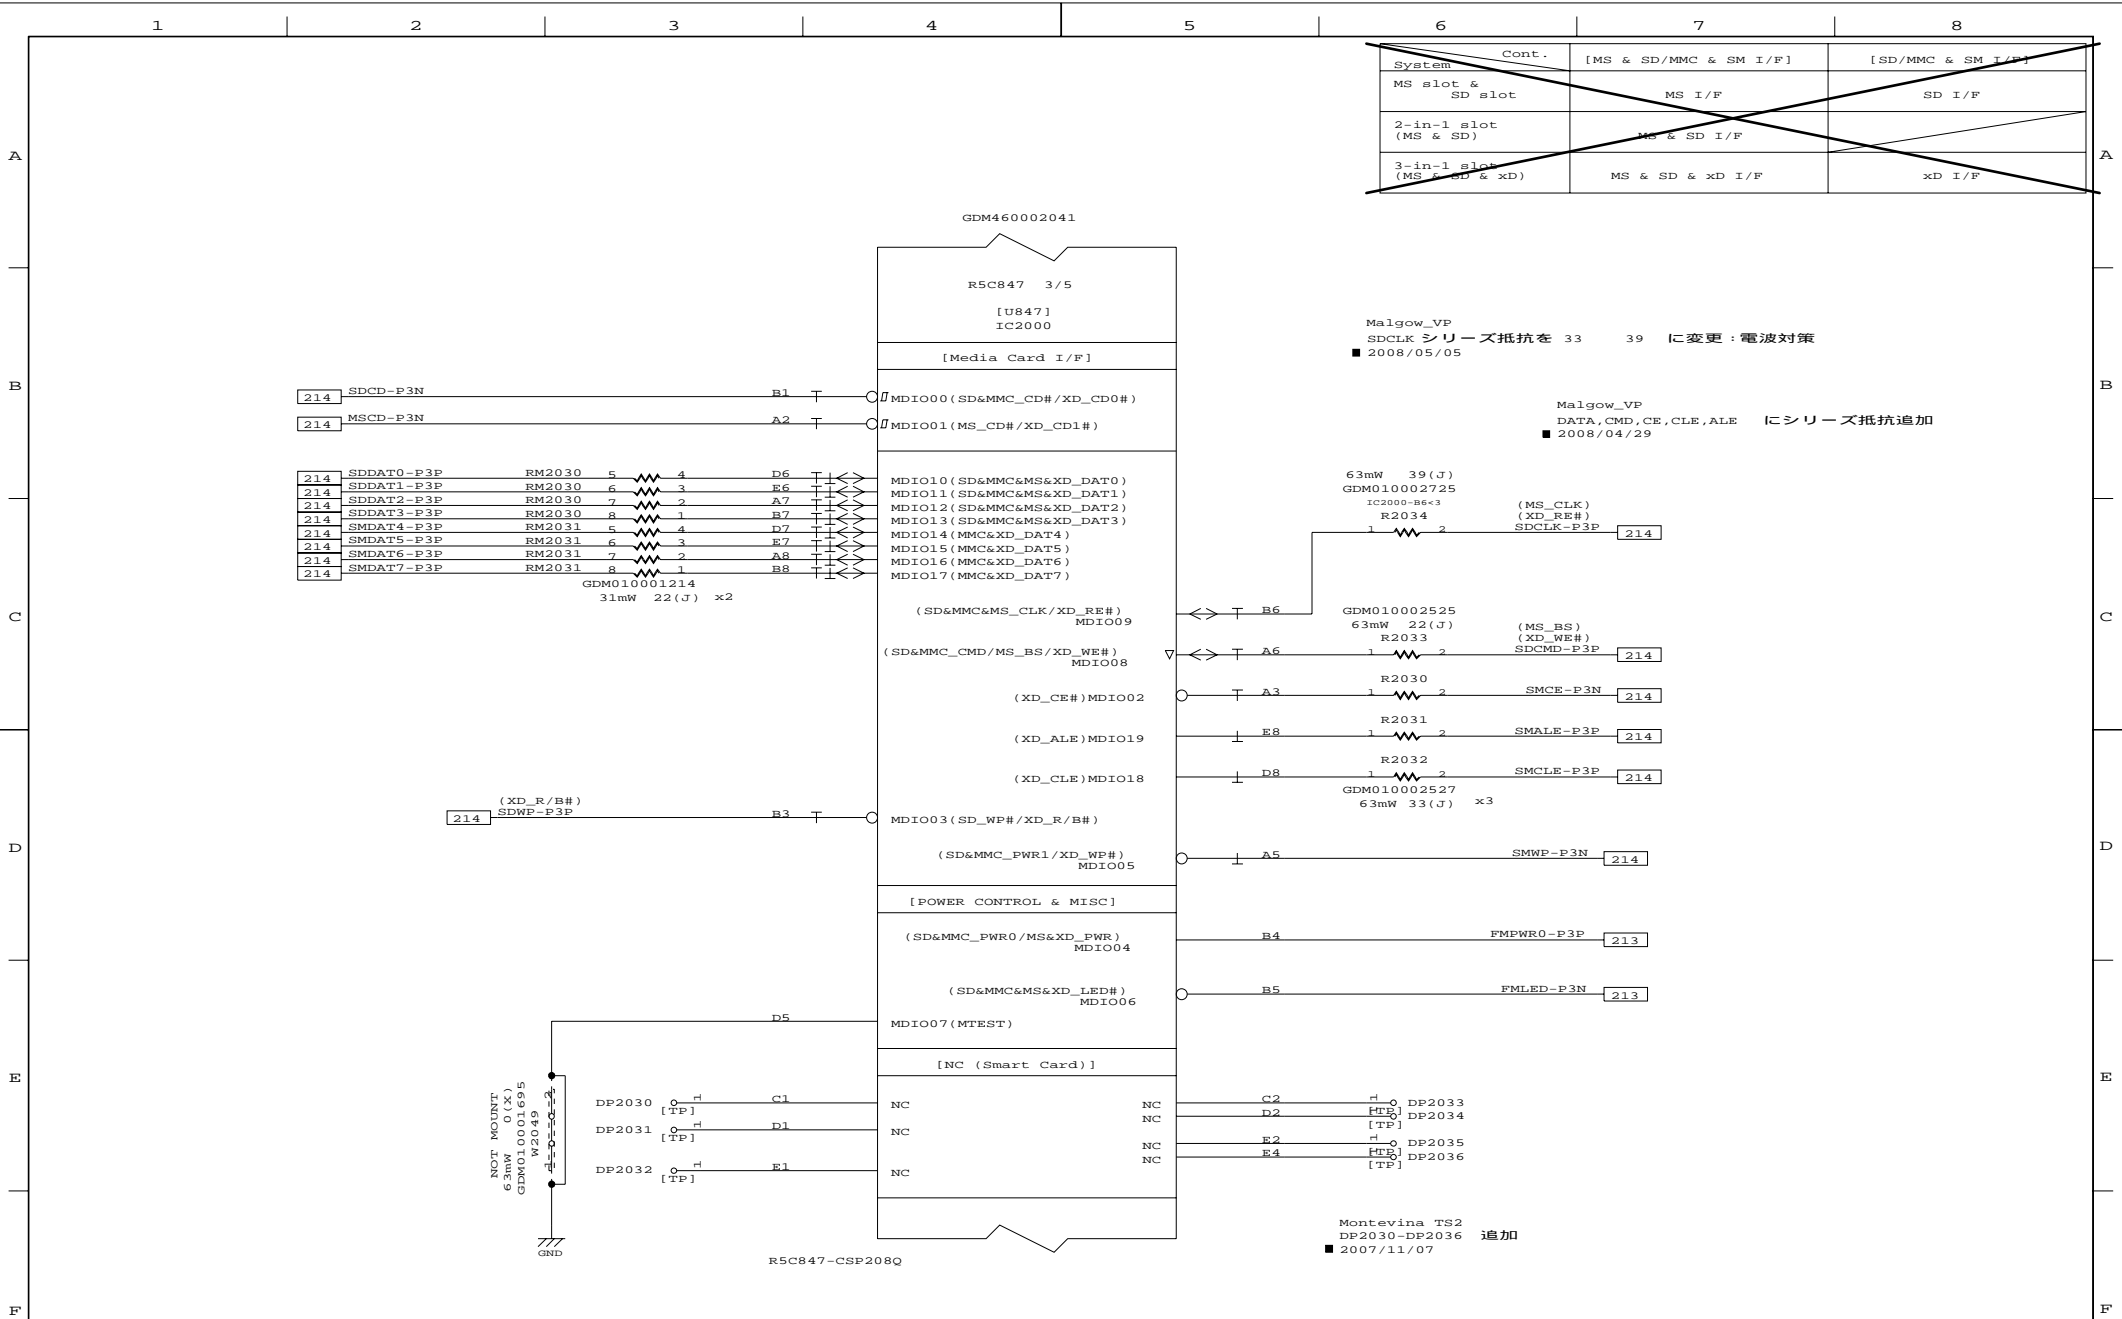 1 2 3 4 5 6 7 8
System Cont. [MS & SD/MMC & SM I/F] [SD/MMC & SM I/F]
MS slot &
SD slot MS I/F SD I/F
2-in-1 slot
(MS & SD) MS & SD I/F
3-in-1 slot
(MS & SD & xD) MS & SD & xD I/F xD I/F
A A
GDM460002041
R5C847 3/5
[U847]
IC2000
[Media Card I/F]
Malgow_VP
SDCLK シリーズ抵抗を 33 39 に変更：電波対策
■ 2008/05/05
B B
214 SDCD-P3N B1 MDIO00(SD&MMC_CD#/XD_CD0#)
214 MSCD-P3N A2 MDIO01(MS_CD#/XD_CD1#)
Malgow_VP
DATA,CMD,CE,CLE,ALE にシリーズ抵抗追加
■ 2008/04/29
214 SDDAT0-P3P RM2030 5 4 D6 MDIO10(SD&MMC&MS&XD_DAT0)
214 SDDAT1-P3P RM2030 6 3 E6 MDIO11(SD&MMC&MS&XD_DAT1)
214 SDDAT2-P3P RM2030 7 2 A7 MDIO12(SD&MMC&MS&XD_DAT2)
214 SDDAT3-P3P RM2030 8 1 B7 MDIO13(SD&MMC&MS&XD_DAT3)
214 SMDAT4-P3P RM2031 5 4 D7 MDIO14(MMC&XD_DAT4)
214 SMDAT5-P3P RM2031 6 3 E7 MDIO15(MMC&XD_DAT5)
214 SMDAT6-P3P RM2031 7 2 A8 MDIO16(MMC&XD_DAT6)
214 SMDAT7-P3P RM2031 8 1 B8 MDIO17(MMC&XD_DAT7)
GDM010001214
31mW 22(J) x2
63mW 39(J)
GDM010002725
IC2000-B6<3
R2034
(MS_CLK)
(XD_RE#)
1 2 SDCLK-P3P 214
C C
(SD&MMC&MS_CLK/XD_RE#)
MDIO09 B6
GDM010002525
63mW 22(J)
R2033
(MS_BS)
(XD_WE#)
(SD&MMC_CMD/MS_BS/XD_WE#)
MDIO08 A6 1 2 SDCMD-P3P 214
R2030
(XD_CE#)MDIO02 A3 1 2 SMCE-P3N 214
R2031
(XD_ALE)MDIO19 E8 1 2 SMALE-P3P 214
R2032
(XD_CLE)MDIO18 D8 1 2 SMCLE-P3P 214
GDM010002527
63mW 33(J) x3
(XD_R/B#)
214 SDWP-P3P B3 MDIO03(SD_WP#/XD_R/B#)
D D
(SD&MMC_PWR1/XD_WP#)
MDIO05 A5 SMWP-P3N 214
[POWER CONTROL & MISC]
(SD&MMC_PWR0/MS&XD_PWR)
MDIO04 B4 FMPWR0-P3P 213
(SD&MMC&MS&XD_LED#)
MDIO06 B5 FMLED-P3N 213
D5 MDIO07(MTEST)
[NC (Smart Card)]
E E
NOT MOUNT
63mW 0(X)
GDM010001695
W2049
1 2
GND
DP2030 [TP] 1 C1 NC
DP2031 [TP] 1 D1 NC
DP2032 [TP] 1 E1 NC
NC C2 1 [TP] DP2033
NC D2 1 [TP] DP2034
NC E2 1 [TP] DP2035
NC E4 1 [TP] DP2036
R5C847-CSP208Q
Montevina TS2
DP2030-DP2036 追加
■ 2007/11/07
F F